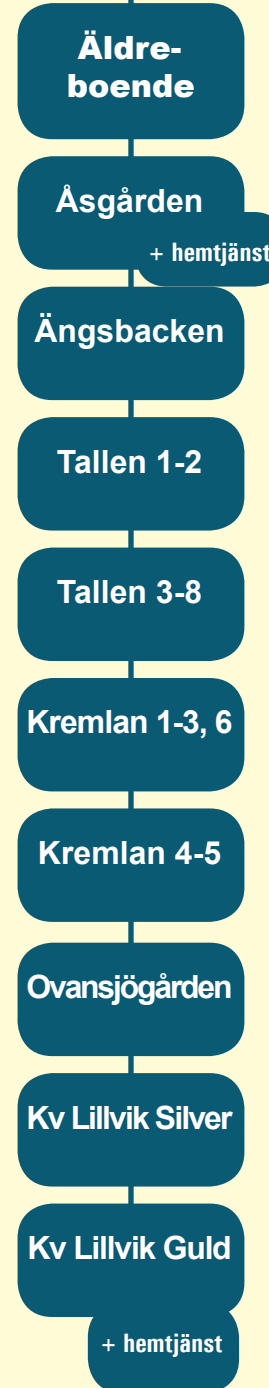 Äldre-
boende
Åsgården
+ hemtjänst
Ängsbacken
Tallen 1-2
Tallen 3-8
Kremlan 1-3, 6
Kremlan 4-5
Ovansjögården
Kv Lillvik Silver
Kv Lillvik Guld
+ hemtjänst